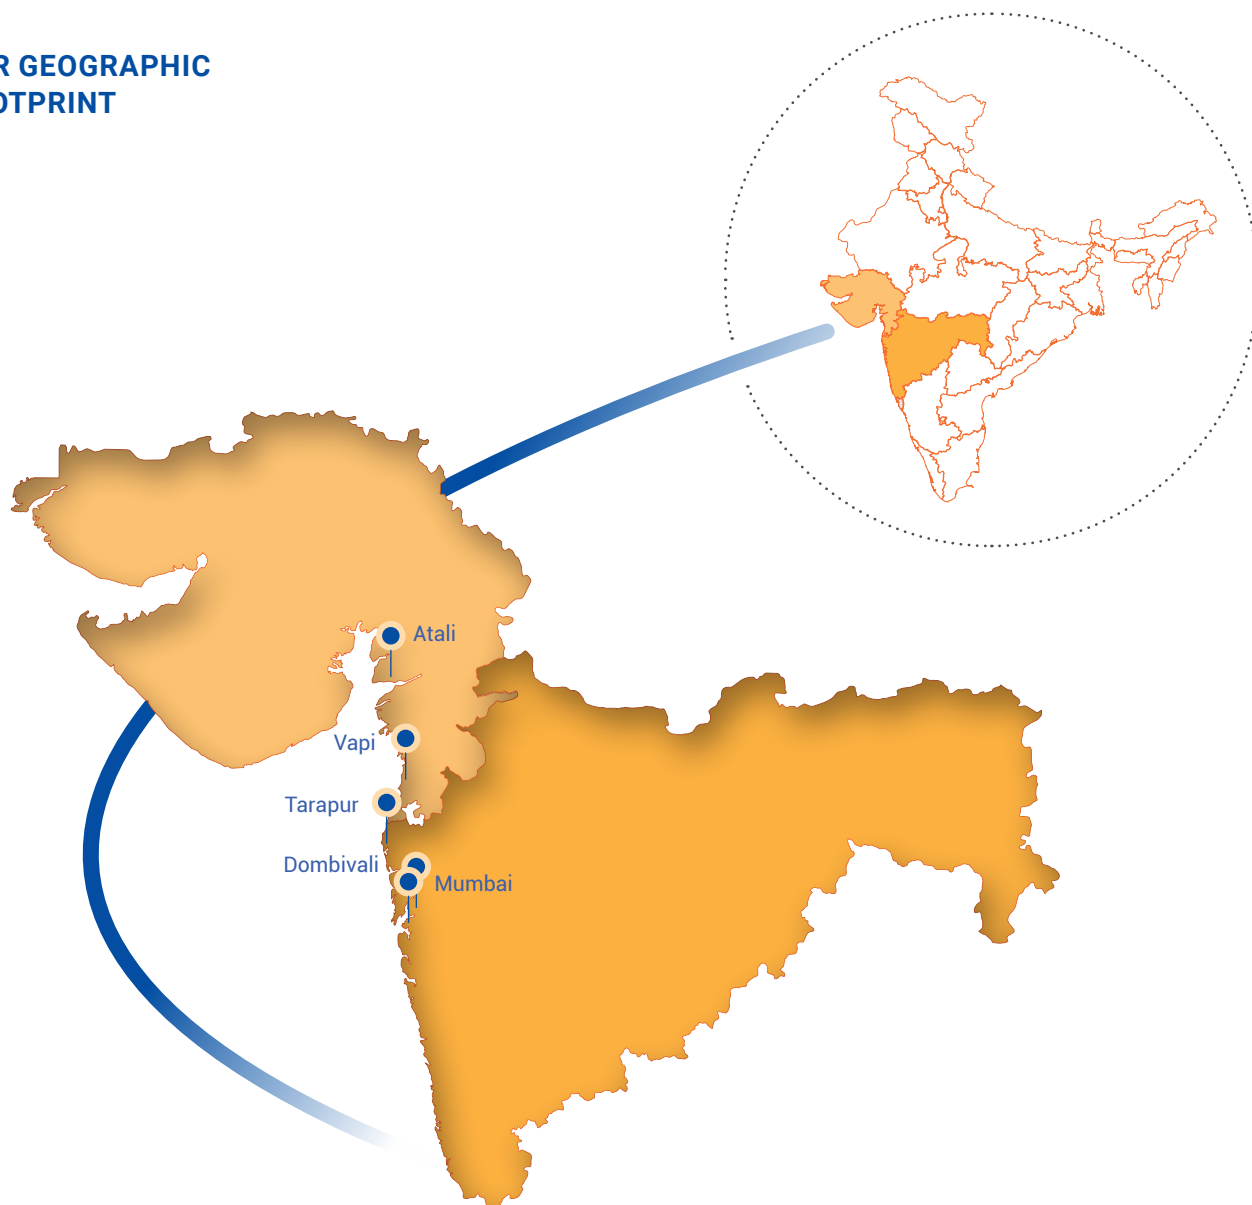 R GEOGRAPHIC
OTPRINT
Atali
Vapi
Tarapur
Dombivali
Mumbai